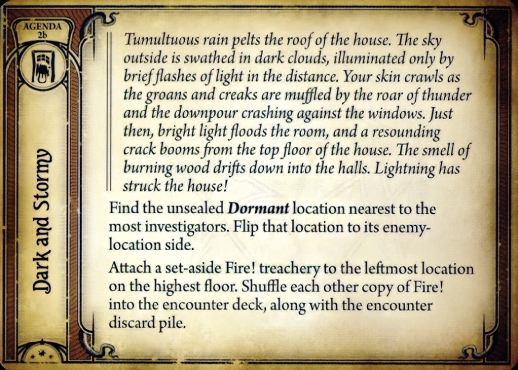 AGENDA
2b
Dark and Stormy
Tumultuous rain pelts the roof of the house. The sky
outside is swathed in dark clouds, illuminated only by
brief flashes of light in the distance. Your skin crawls as
the groans and creaks are muffled by the roar of thunder
and the downpour crashing against the windows. Just
then, bright light floods the room, and a resounding
crack booms from the top floor of the house. The smell of
burning wood drifts down into the halls. Lightning has
struck the house!
Find the unsealed Dormant location nearest to the
most investigators. Flip that location to its enemy-
location side.
Attach a set-aside Fire! treachery to the leftmost location
on the highest floor. Shuffle each other copy of Fire!
into the encounter deck, along with the encounter
discard pile.